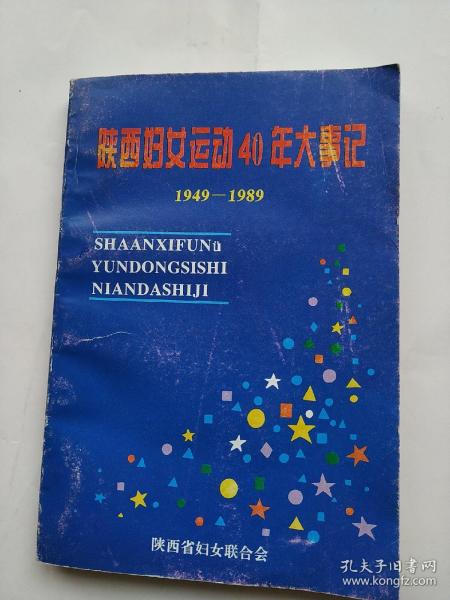 陕西妇女运动40年大事记
1949—1989
SHAANXIFUNü
YUNDONGSISHI
NIANDASHIJI
陕西省妇女联合会
孔夫子旧书网
www.kongfz.com